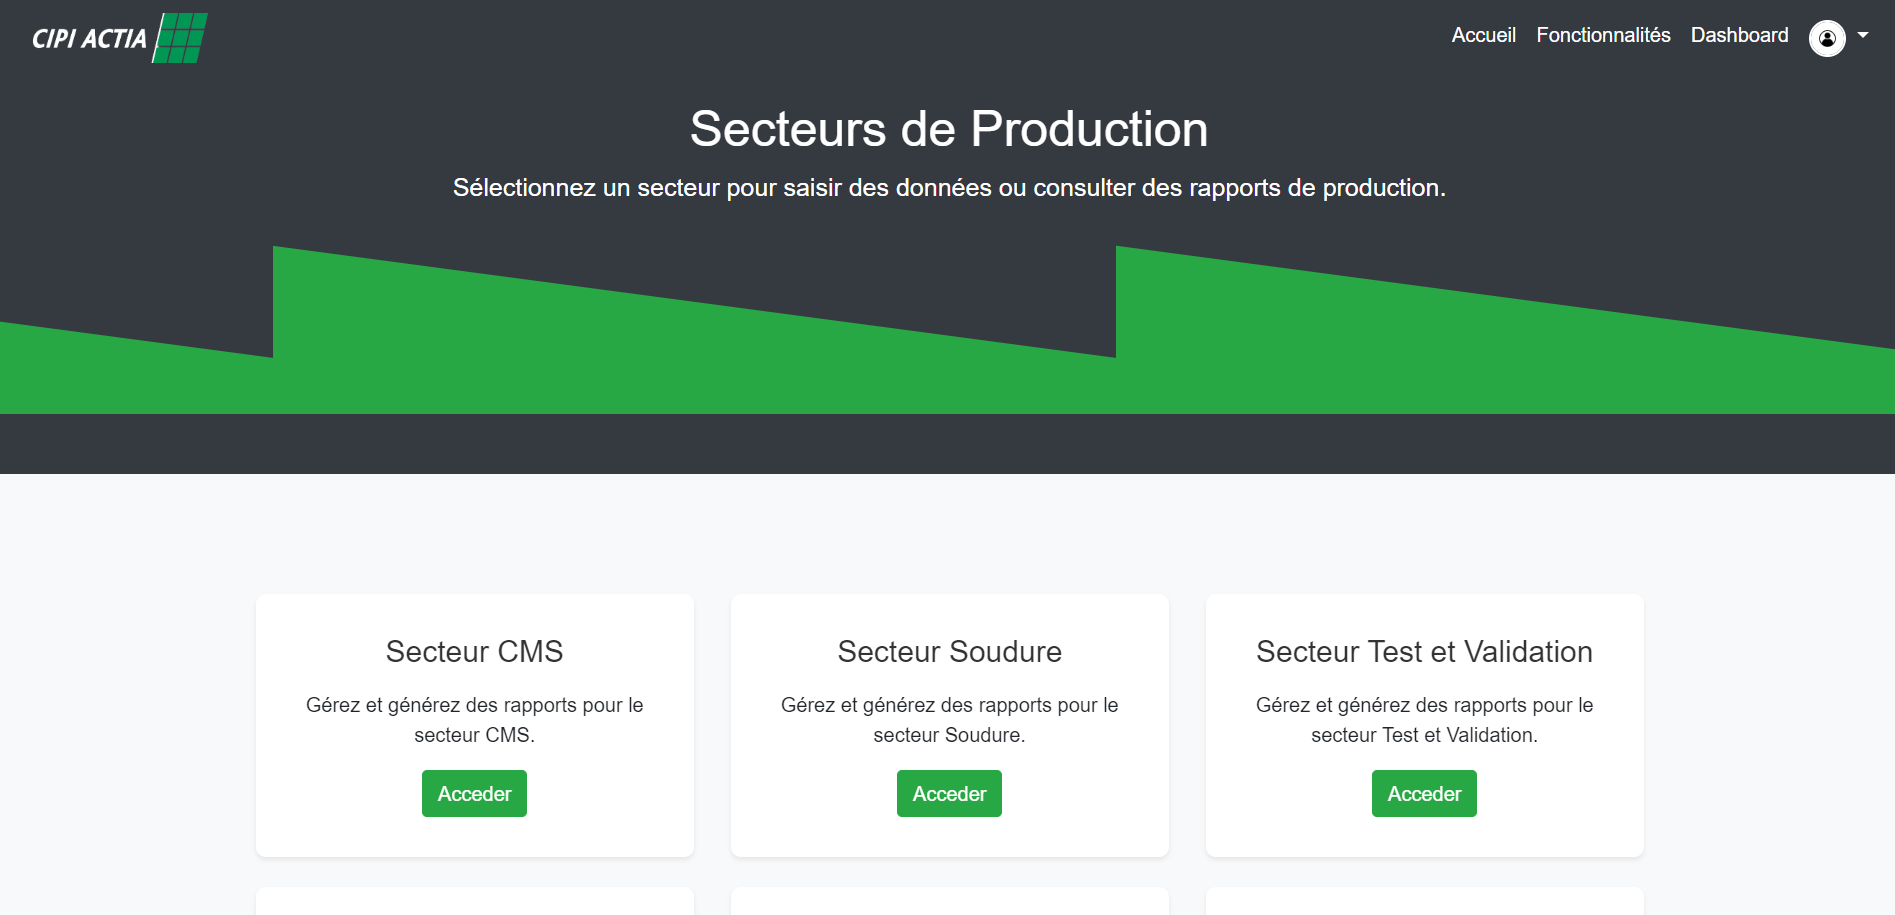 CIPI ACTIA
Accueil Fonctionnalités Dashboard
Secteurs de Production
Sélectionnez un secteur pour saisir des données ou consulter des rapports de production.
Secteur CMS
Gérez et générez des rapports pour le
secteur CMS.
Acceder
Secteur Soudure
Gérez et générez des rapports pour le
secteur Soudure.
Acceder
Secteur Test et Validation
Gérez et générez des rapports pour le
secteur Test et Validation.
Acceder